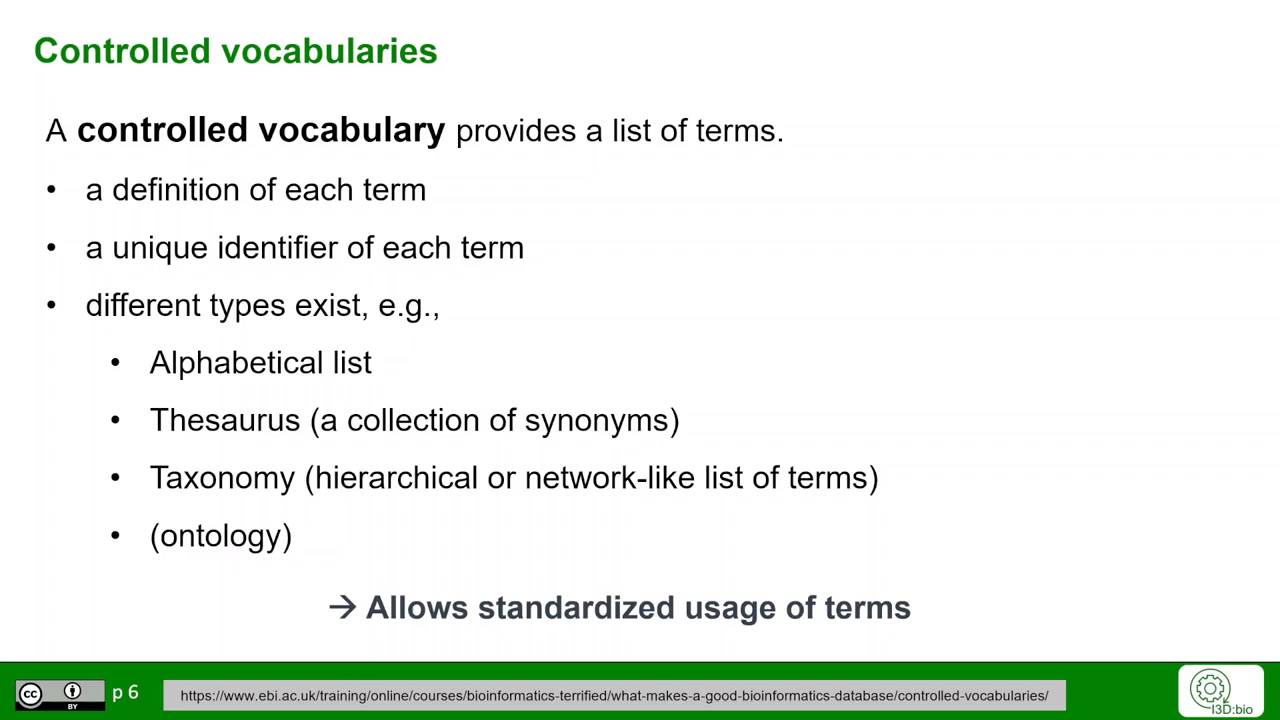 Controlled vocabularies
A controlled vocabulary provides a list of terms.
• a definition of each term
• a unique identifier of each term
• different types exist, e.g.,
• Alphabetical list
• Thesaurus (a collection of synonyms)
• Taxonomy (hierarchical or network-like list of terms)
• (ontology)
→ Allows standardized usage of terms
cc BY p 6 https://www.ebi.ac.uk/training/online/courses/bioinformatics-terrified/what-makes-a-good-bioinformatics-database/controlled-vocabularies/ I3D:bio